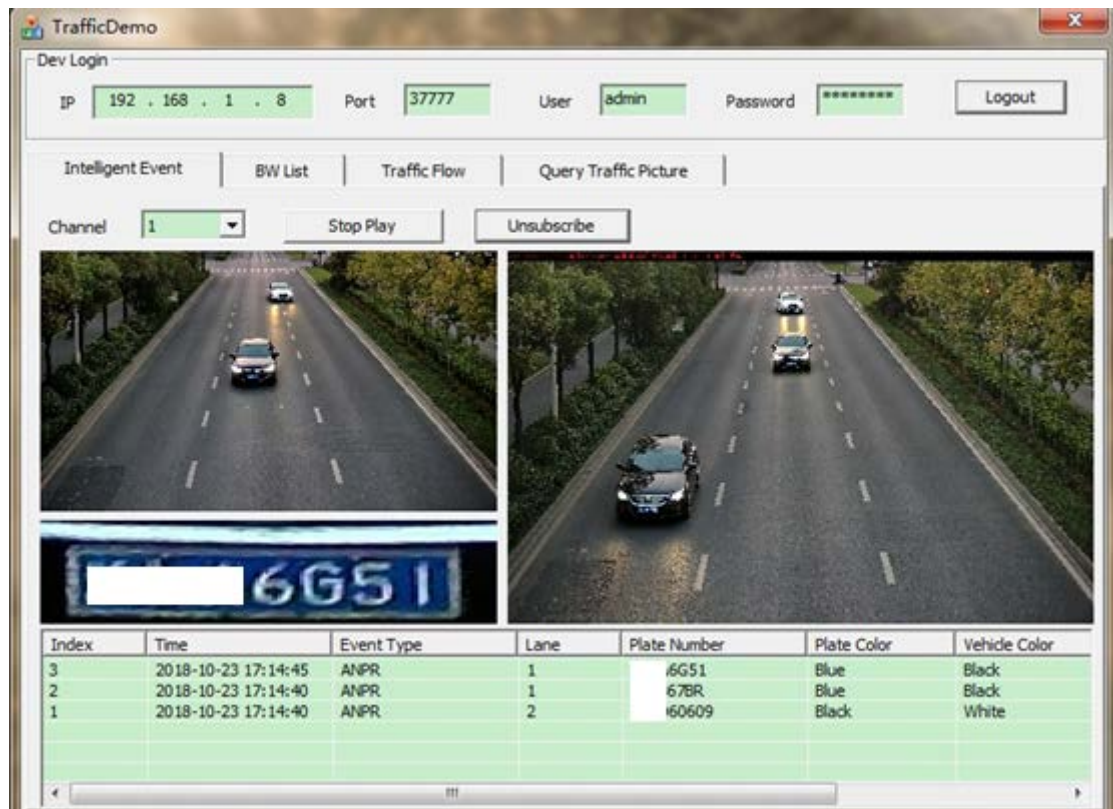 TrafficDemo
Dev Login
IP 192 . 168 . 1 . 8 Port 37777 User admin Password ******** Logout
Intelligent Event BW List Traffic Flow Query Traffic Picture
Channel 1 Stop Play Unsubscribe
6G51
Index Time Event Type Lane Plate Number Plate Color Vehicle Color
3 2018-10-23 17:14:45 ANPR 1 6G51 Blue Black
2 2018-10-23 17:14:40 ANPR 1 67BR Blue Black
1 2018-10-23 17:14:40 ANPR 2 60609 Black White